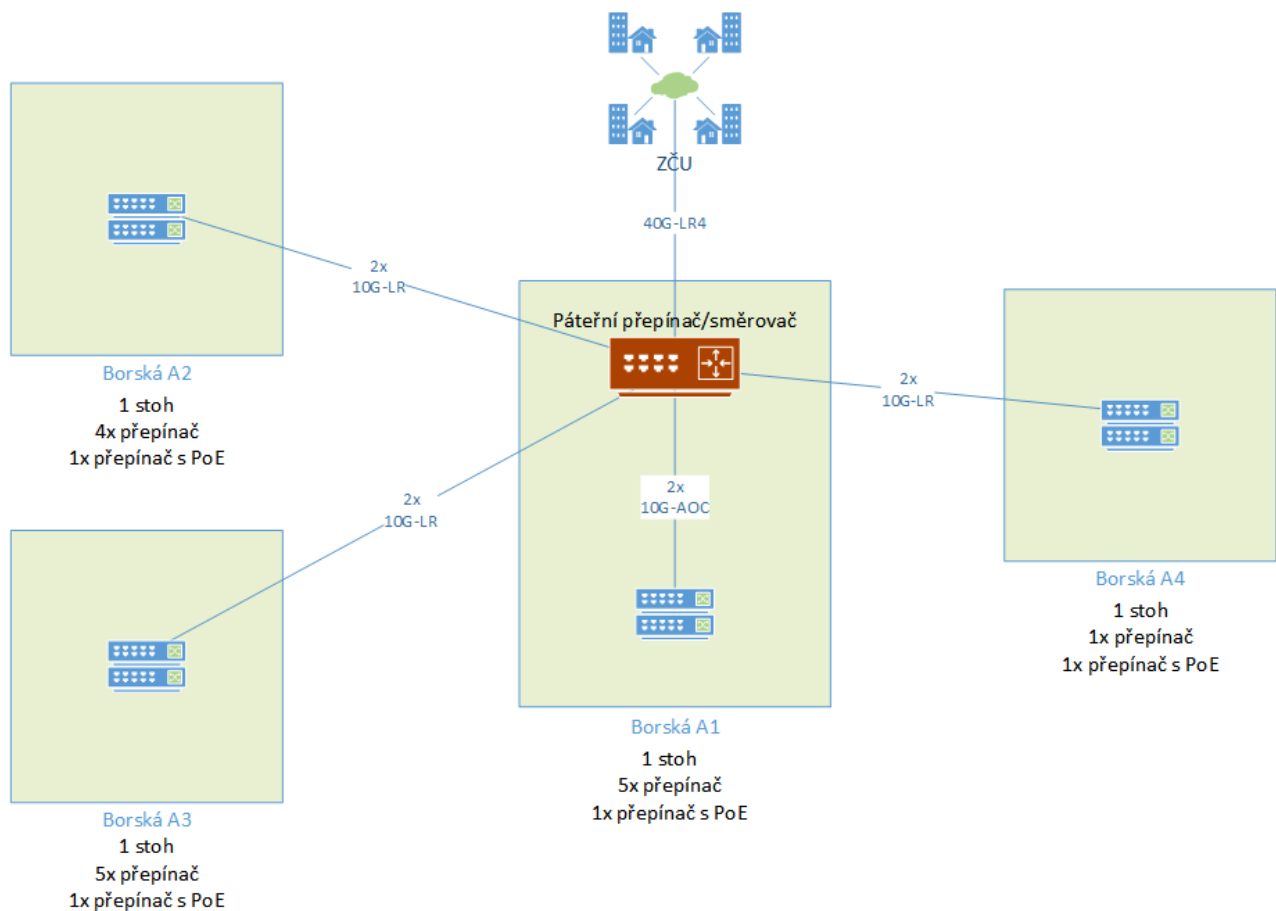 ZČU
40G-LR4
2x
10G-LR
Páteřní přepínač/směrovač
Borská A2
1 stoh
4x přepínač
1x přepínač s PoE
2x
10G-LR
2x
10G-LR
2x
10G-AOC
Borská A4
1 stoh
1x přepínač
1x přepínač s PoE
Borská A1
1 stoh
5x přepínač
1x přepínač s PoE
Borská A3
1 stoh
5x přepínač
1x přepínač s PoE